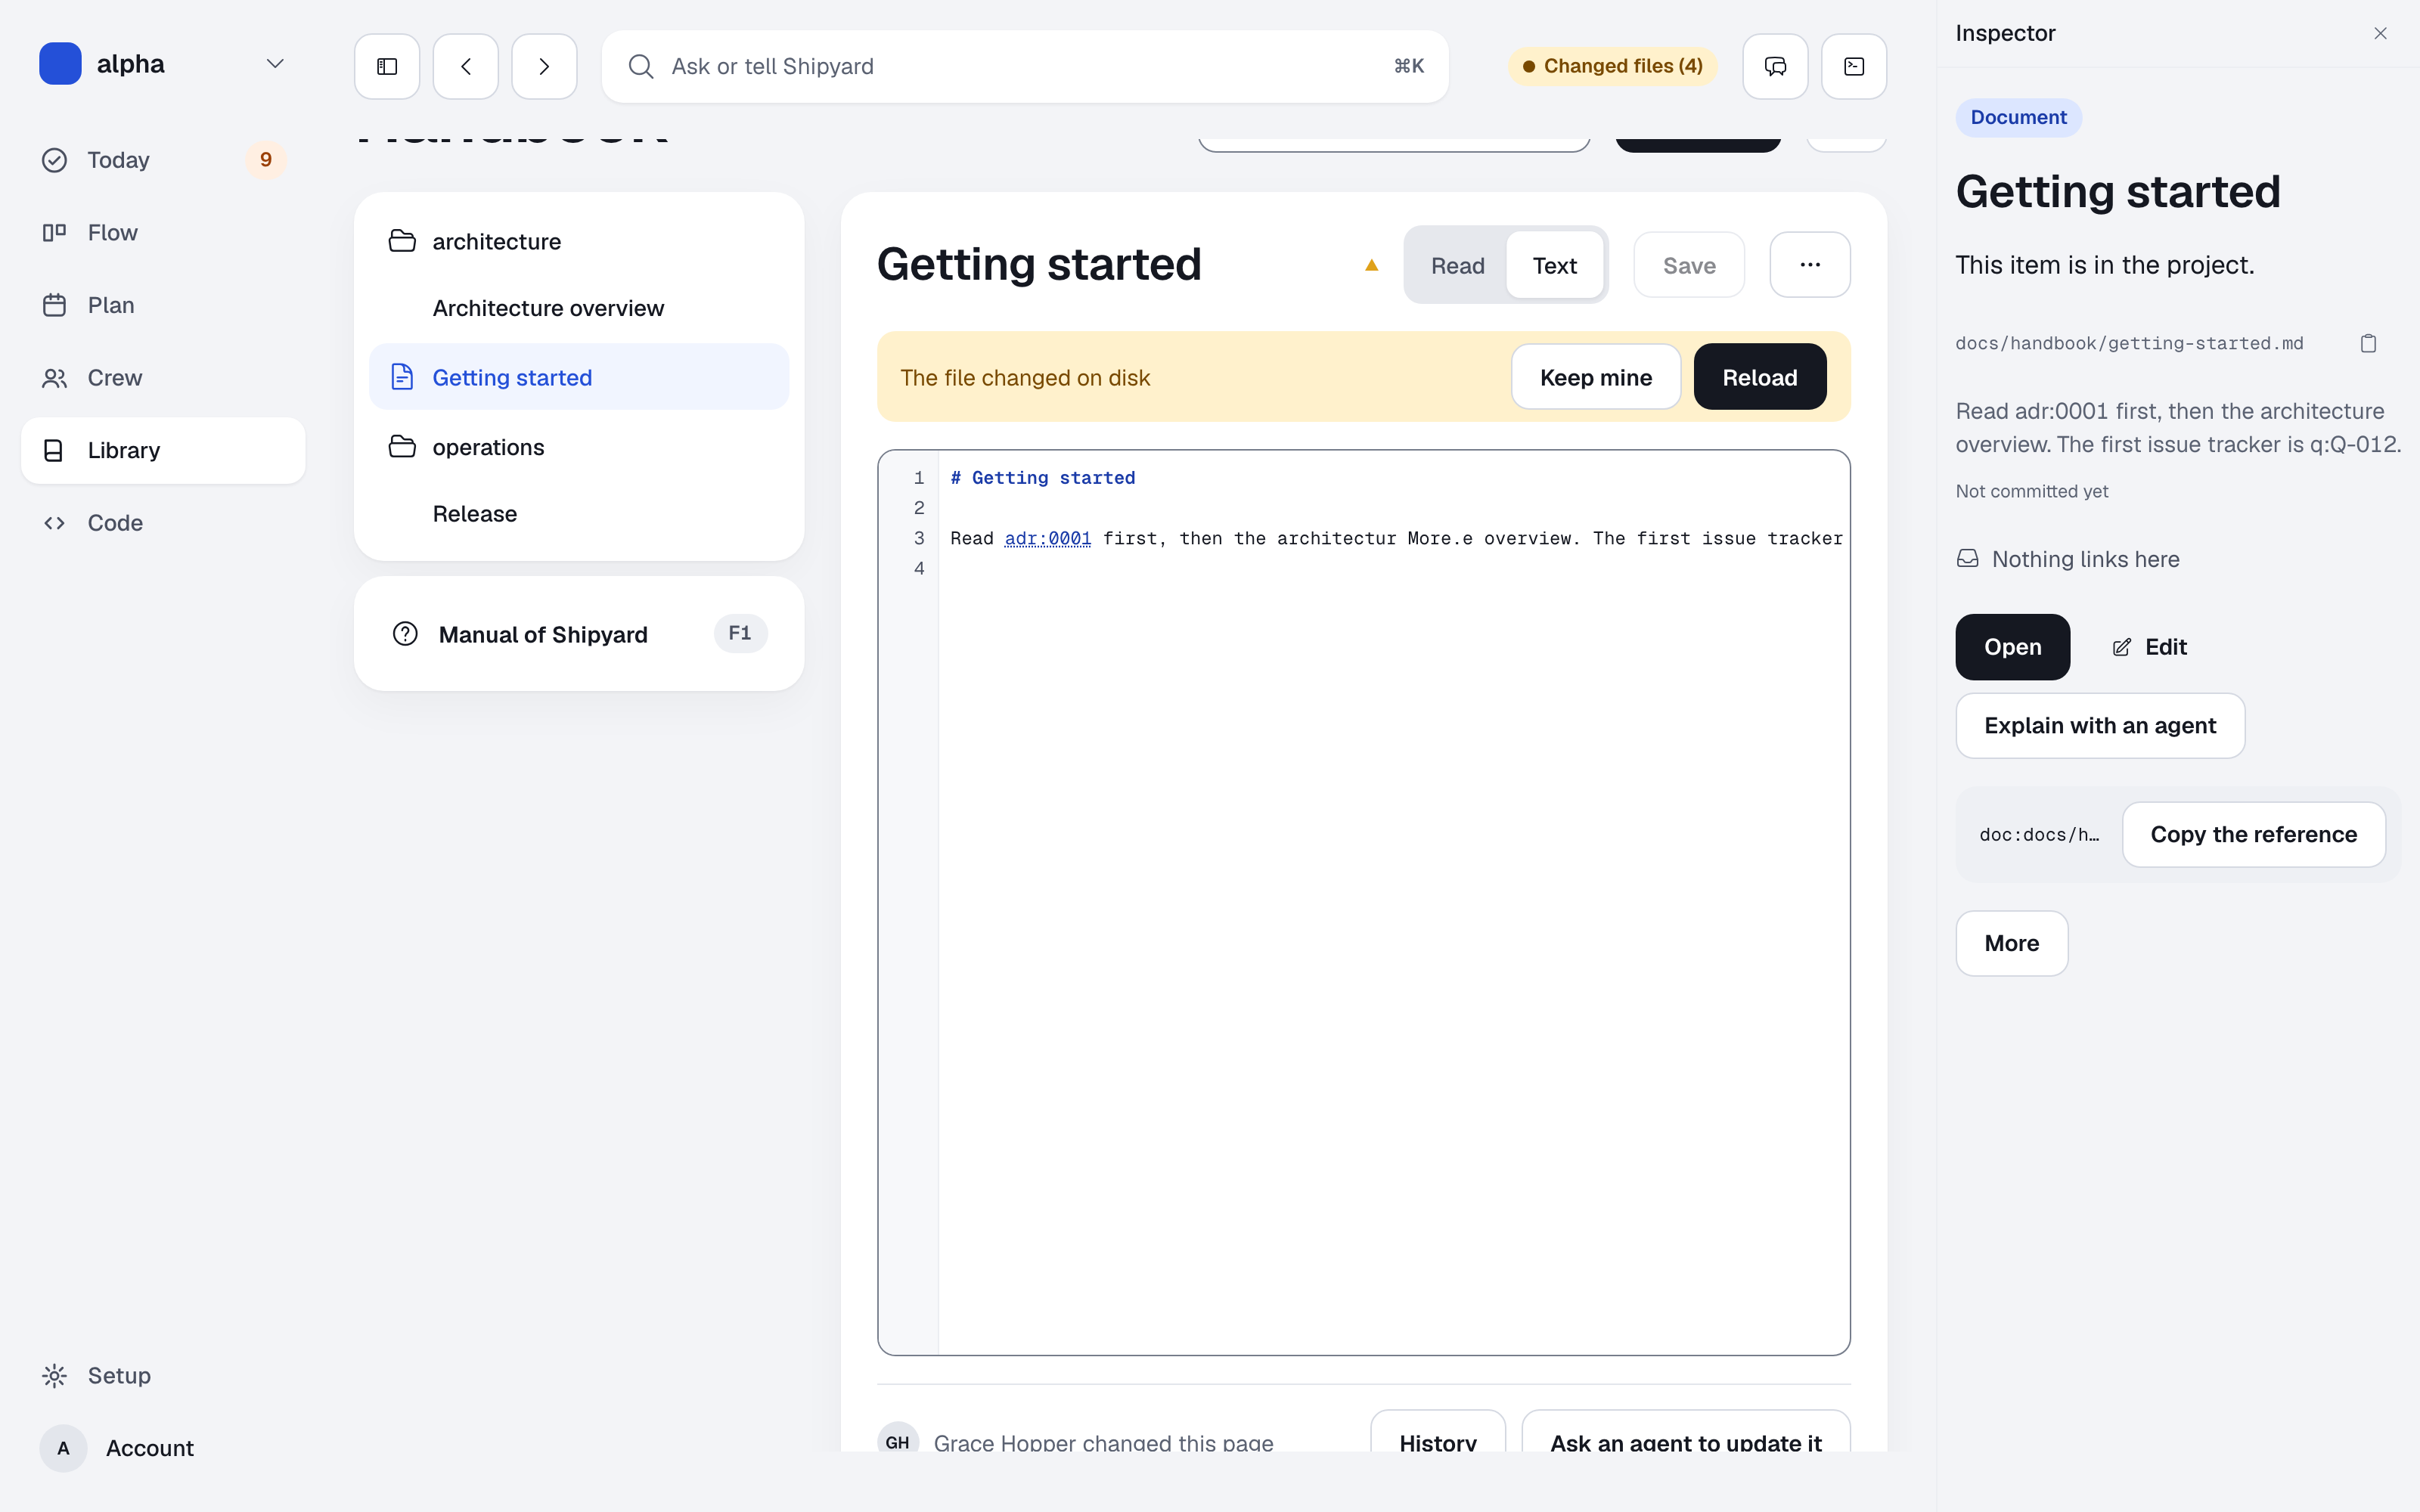 alpha
Today 9
Flow
Plan
Crew
Library
Code
Setup
A Account
Ask or tell Shipyard ⌘K
Changed files (4)
architecture
Architecture overview
Getting started
operations
Release
Manual of Shipyard F1
Getting started
Read Text Save
The file changed on disk
Keep mine Reload
1 # Getting started
2
3 Read adr:0001 first, then the architectur More.e overview. The first issue tracker
4
GH Grace Hopper changed this page History Ask an agent to update it
Inspector
Document
Getting started
This item is in the project.
docs/handbook/getting-started.md
Read adr:0001 first, then the architecture
overview. The first issue tracker is q:Q-012.
Not committed yet
Nothing links here
Open Edit
Explain with an agent
doc:docs/h… Copy the reference
More